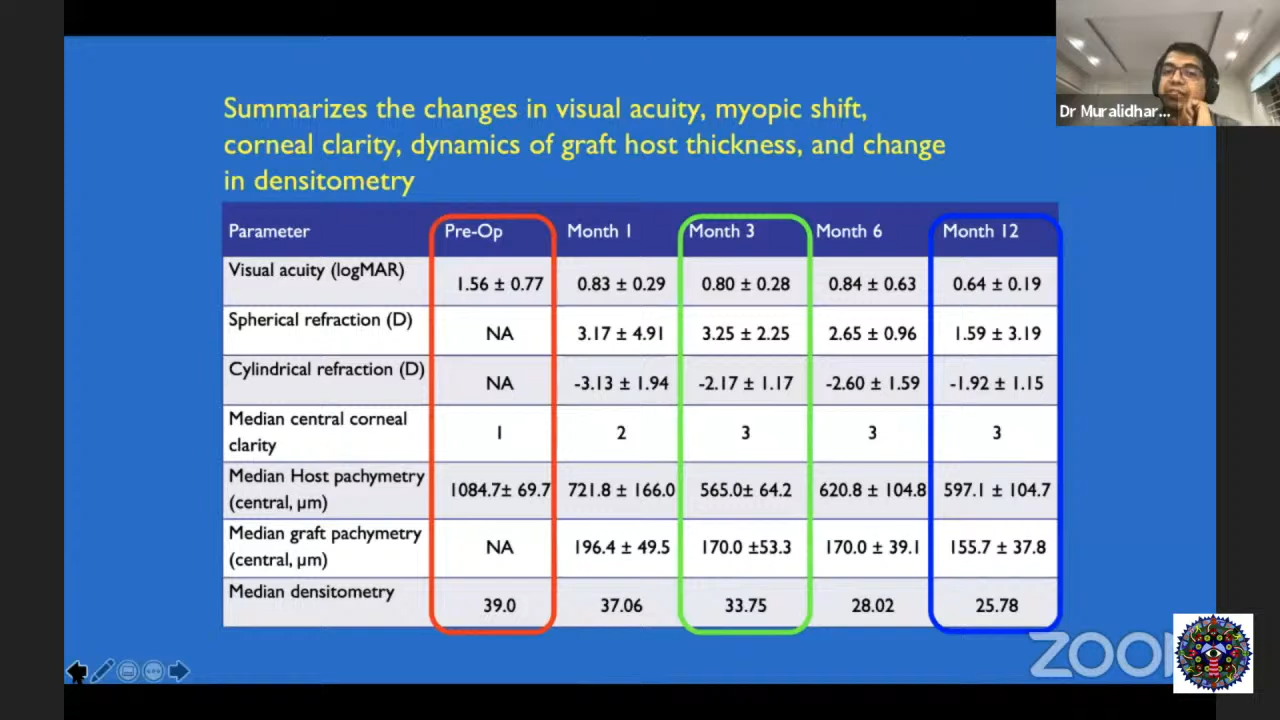 Dr Muralidhar...
Summarizes the changes in visual acuity, myopic shift,
corneal clarity, dynamics of graft host thickness, and change
in densitometry
Parameter Pre-Op Month 1 Month 3 Month 6 Month 12
Visual acuity (logMAR) 1.56 ± 0.77 0.83 ± 0.29 0.80 ± 0.28 0.84 ± 0.63 0.64 ± 0.19
Spherical refraction (D) NA 3.17 ± 4.91 3.25 ± 2.25 2.65 ± 0.96 1.59 ± 3.19
Cylindrical refraction (D) NA -3.13 ± 1.94 -2.17 ± 1.17 -2.60 ± 1.59 -1.92 ± 1.15
Median central corneal
clarity 1 2 3 3 3
Median Host pachymetry
(central, µm) 1084.7± 69.7 721.8 ± 166.0 565.0± 64.2 620.8 ± 104.8 597.1 ± 104.7
Median graft pachymetry
(central, µm) NA 196.4 ± 49.5 170.0 ±53.3 170.0 ± 39.1 155.7 ± 37.8
Median densitometry 39.0 37.06 33.75 28.02 25.78
ZOOM